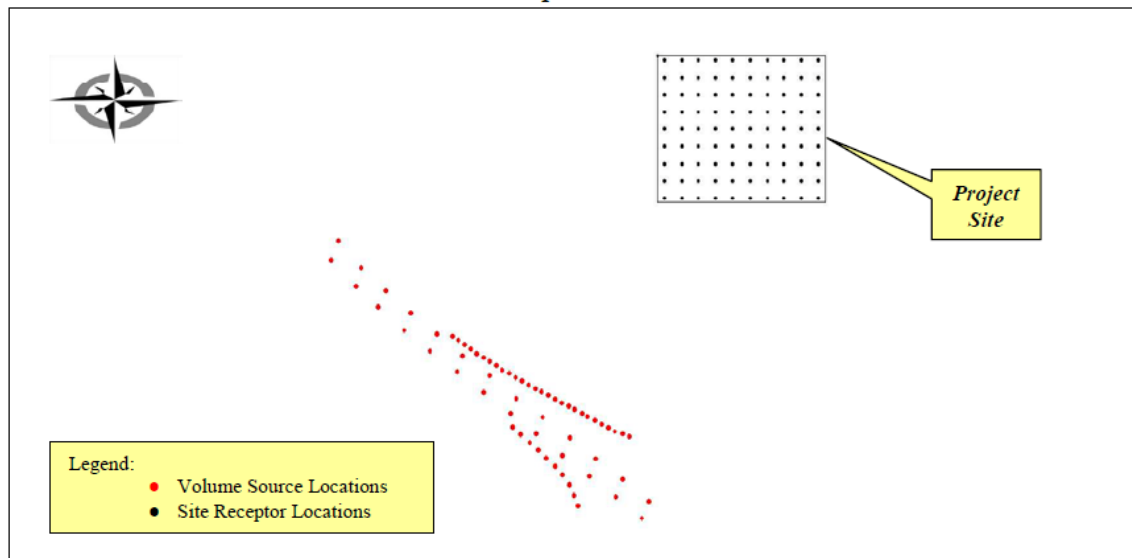 Project
Site
Legend:
Volume Source Locations
Site Receptor Locations